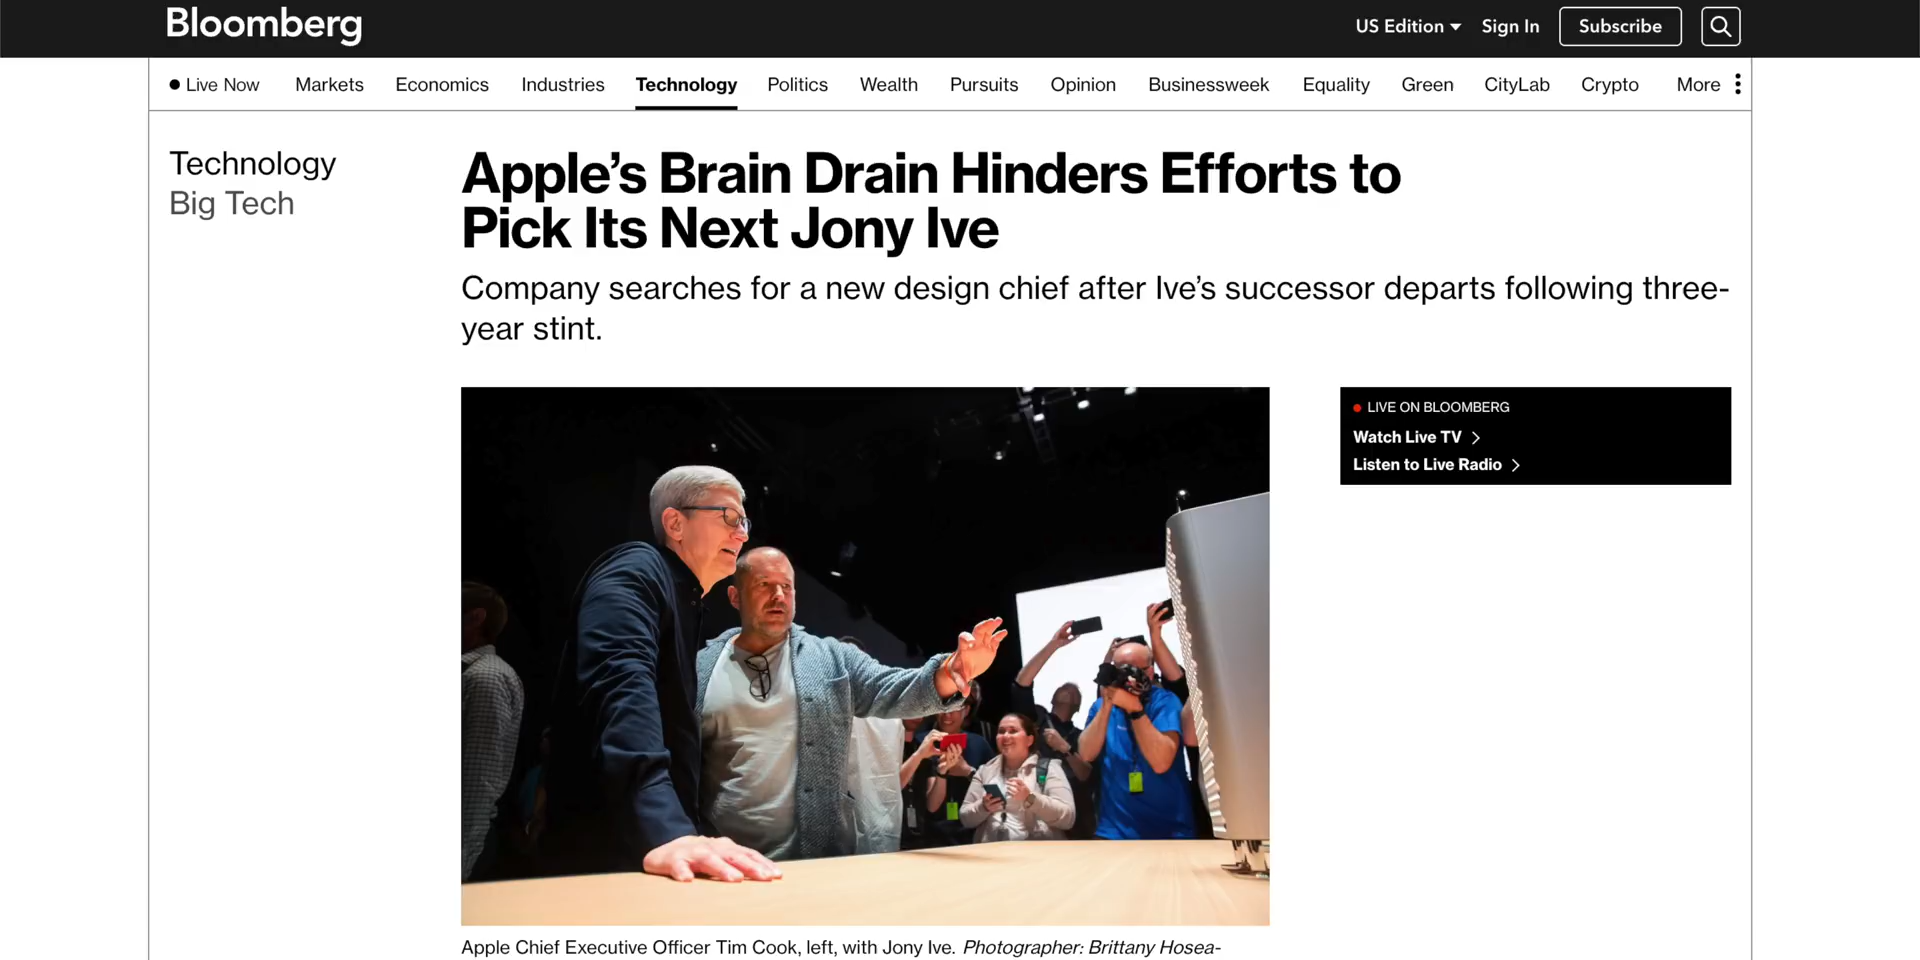 Bloomberg
US Edition
Sign In
Subscribe
Live Now
Markets
Economics
Industries
Technology
Politics
Wealth
Pursuits
Opinion
Businessweek
Equality
Green
CityLab
Crypto
More
Technology
Big Tech
Apple’s Brain Drain Hinders Efforts to
Pick Its Next Jony Ive
Company searches for a new design chief after Ive’s successor departs following three-
year stint.
LIVE ON BLOOMBERG
Watch Live TV
Listen to Live Radio
Apple Chief Executive Officer Tim Cook, left, with Jony Ive. Photographer: Brittany Hosea-